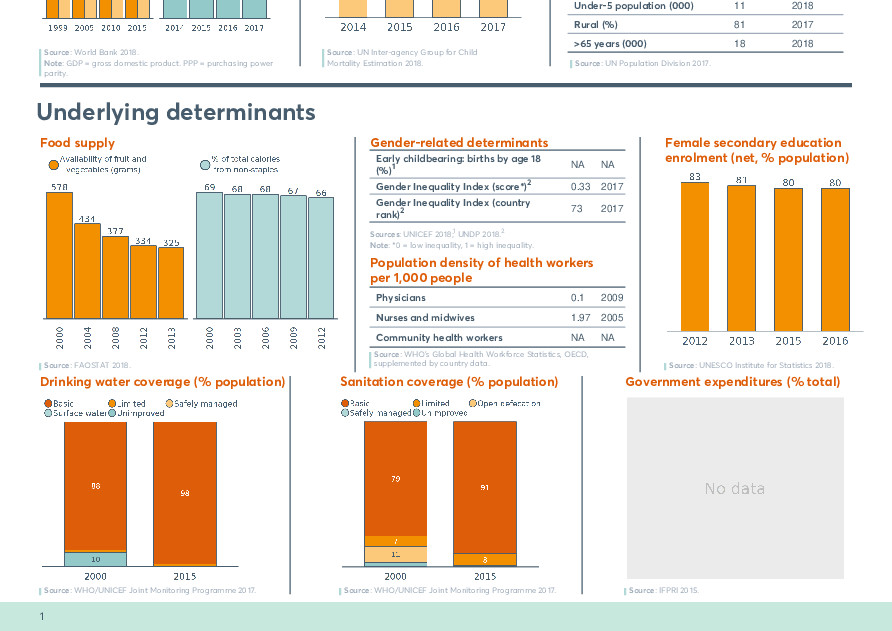 1999 2005 2010 2015
2014 2015 2016 2017
Source: World Bank 2018.
Note: GDP = gross domestic product. PPP = purchasing power
parity.
2014 2015 2016 2017
Source: UN Inter-agency Group for Child
Mortality Estimation 2018.
Under-5 population (000) 11 2018
Rural (%) 81 2017
>65 years (000) 18 2018
Source: UN Population Division 2017.
Underlying determinants
Food supply
Availability of fruit and
vegetables (grams)
578 434 377 334 325
2000 2004 2008 2012 2013
% of total calories
from non-staples
69 68 68 67 66
2000 2003 2006 2009 2012
Source: FAOSTAT 2018.
Gender-related determinants
Early childbearing: births by age 18
(%)1 NA NA
Gender Inequality Index (score*)2 0.33 2017
Gender Inequality Index (country
rank)2 73 2017
Sources: UNICEF 2018,1 UNDP 2018.2
Note: *0 = low inequality, 1 = high inequality.
Population density of health workers
per 1,000 people
Physicians 0.1 2009
Nurses and midwives 1.97 2005
Community health workers NA NA
Source: WHO's Global Health Workforce Statistics, OECD,
supplemented by country data.
Female secondary education
enrolment (net, % population)
83 81 80 80
2012 2013 2015 2016
Source: UNESCO Institute for Statistics 2018.
Drinking water coverage (% population)
Basic Limited Safely managed
Surface water Unimproved
88 98
10
2000 2015
Source: WHO/UNICEF Joint Monitoring Programme 2017.
Sanitation coverage (% population)
Basic Limited Open defecation
Safely managed Unimproved
79 91
7 8
11
2000 2015
Source: WHO/UNICEF Joint Monitoring Programme 2017.
Government expenditures (% total)
No data
Source: IFPRI 2015.
1